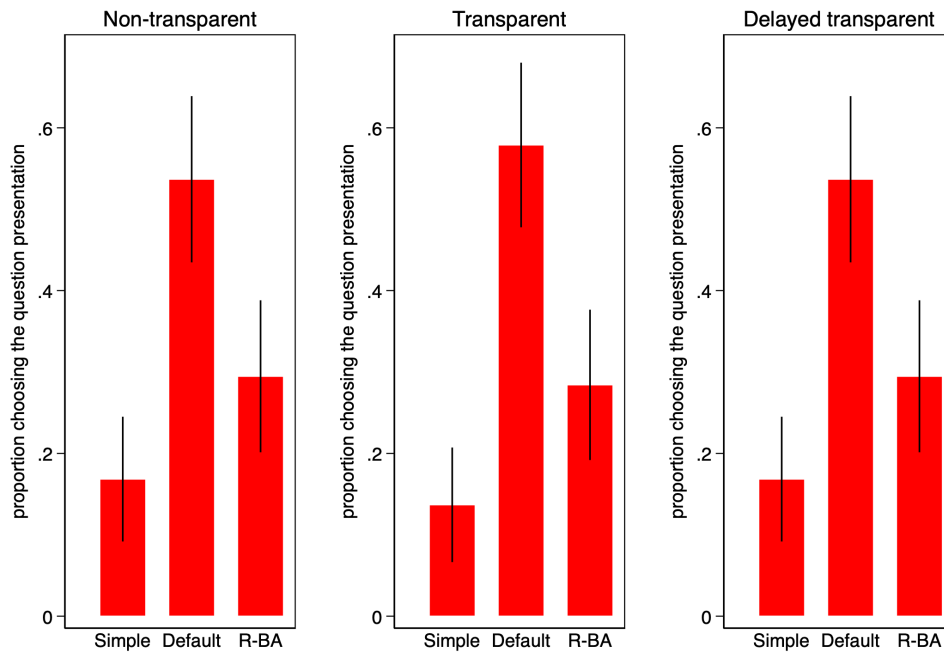 Non-transparent
proportion choosing the question presentation
.6
.4
.2
0
Simple Default R-BA
Transparent
proportion choosing the question presentation
.6
.4
.2
0
Simple Default R-BA
Delayed transparent
proportion choosing the question presentation
.6
.4
.2
0
Simple Default R-BA